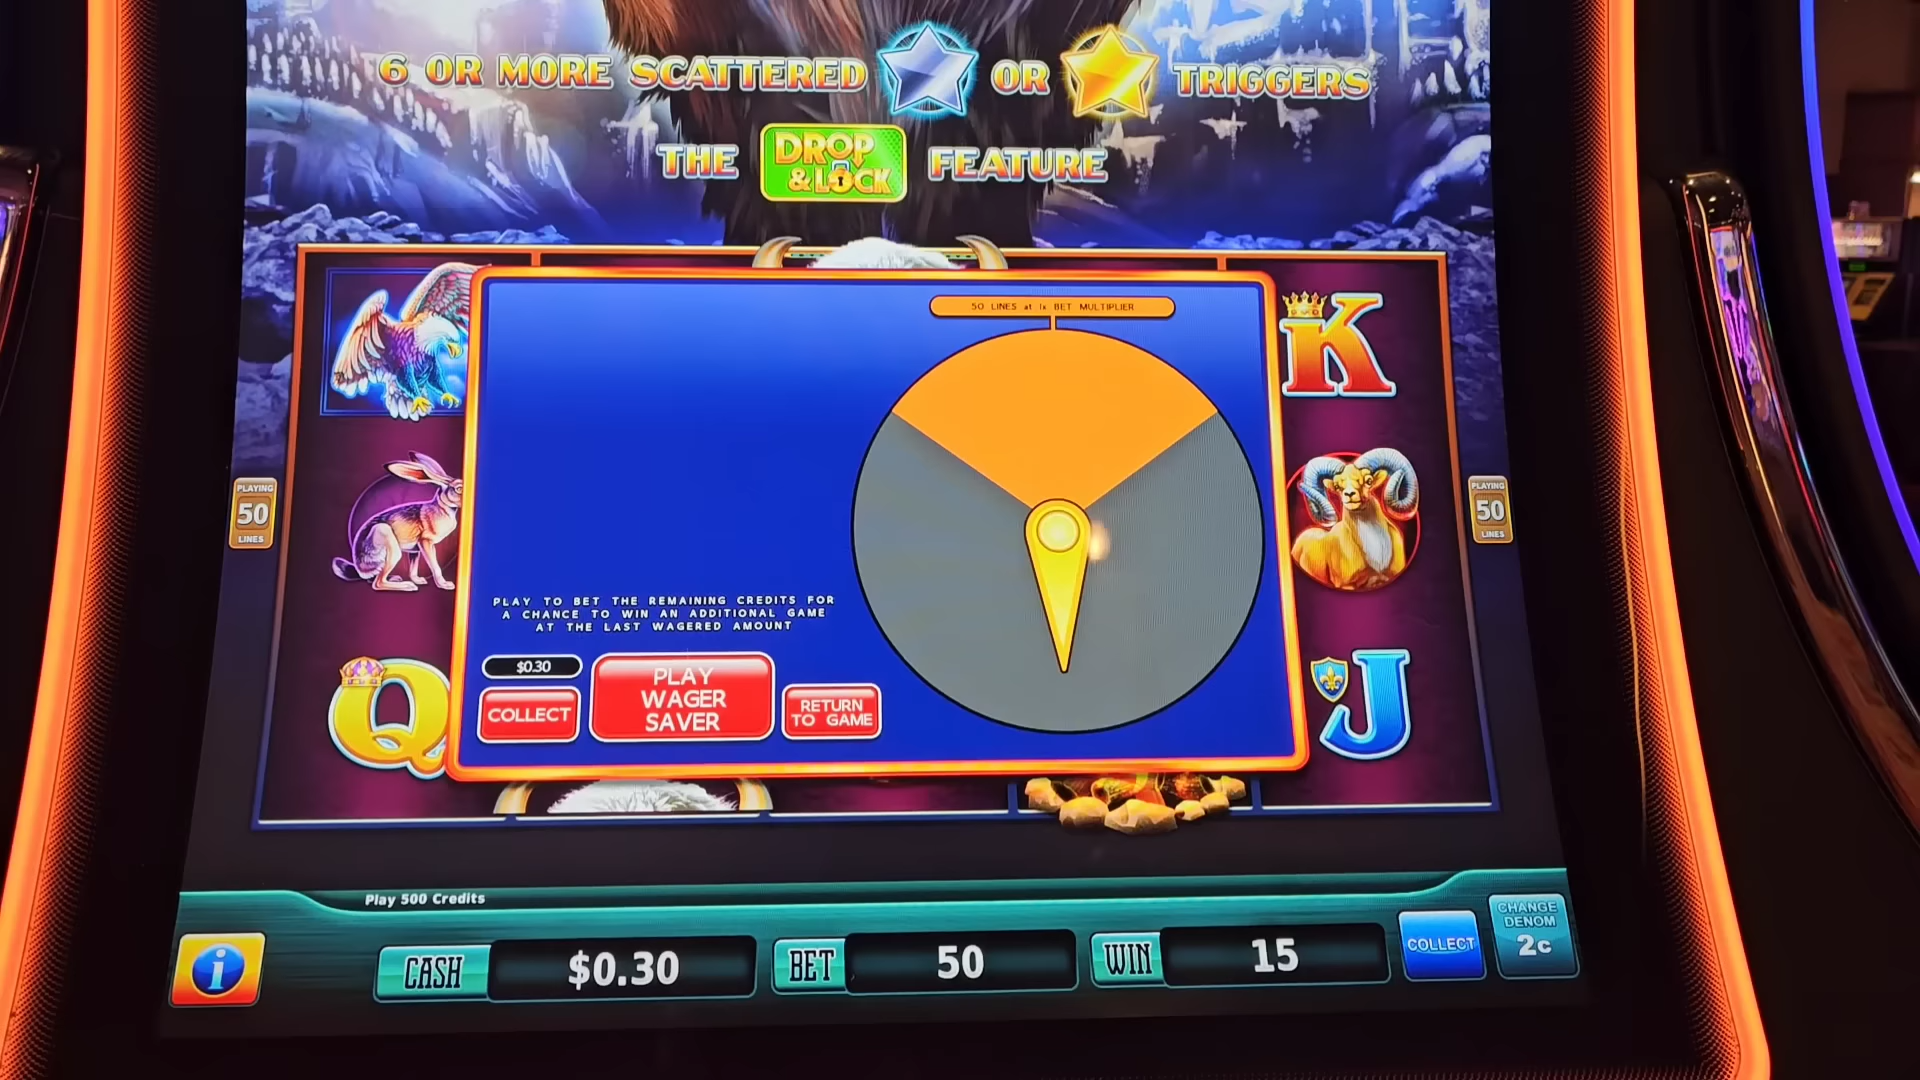 6 OR MORE SCATTERED OR TRIGGERS
THE DROP & LOCK FEATURE
50 LINES at 1x BET MULTIPLIER
K
PLAYING
50
LINES
PLAYING
50
LINES
PLAY TO BET THE REMAINING CREDITS FOR
A CHANCE TO WIN AN ADDITIONAL GAME
AT THE LAST WAGERED AMOUNT
$0.30
COLLECT
PLAY
WAGER
SAVER
RETURN
TO GAME
Q
J
Play 500 Credits
i
CASH $0.30
BET 50
WIN 15
COLLECT
CHANGE
DENOM
2c